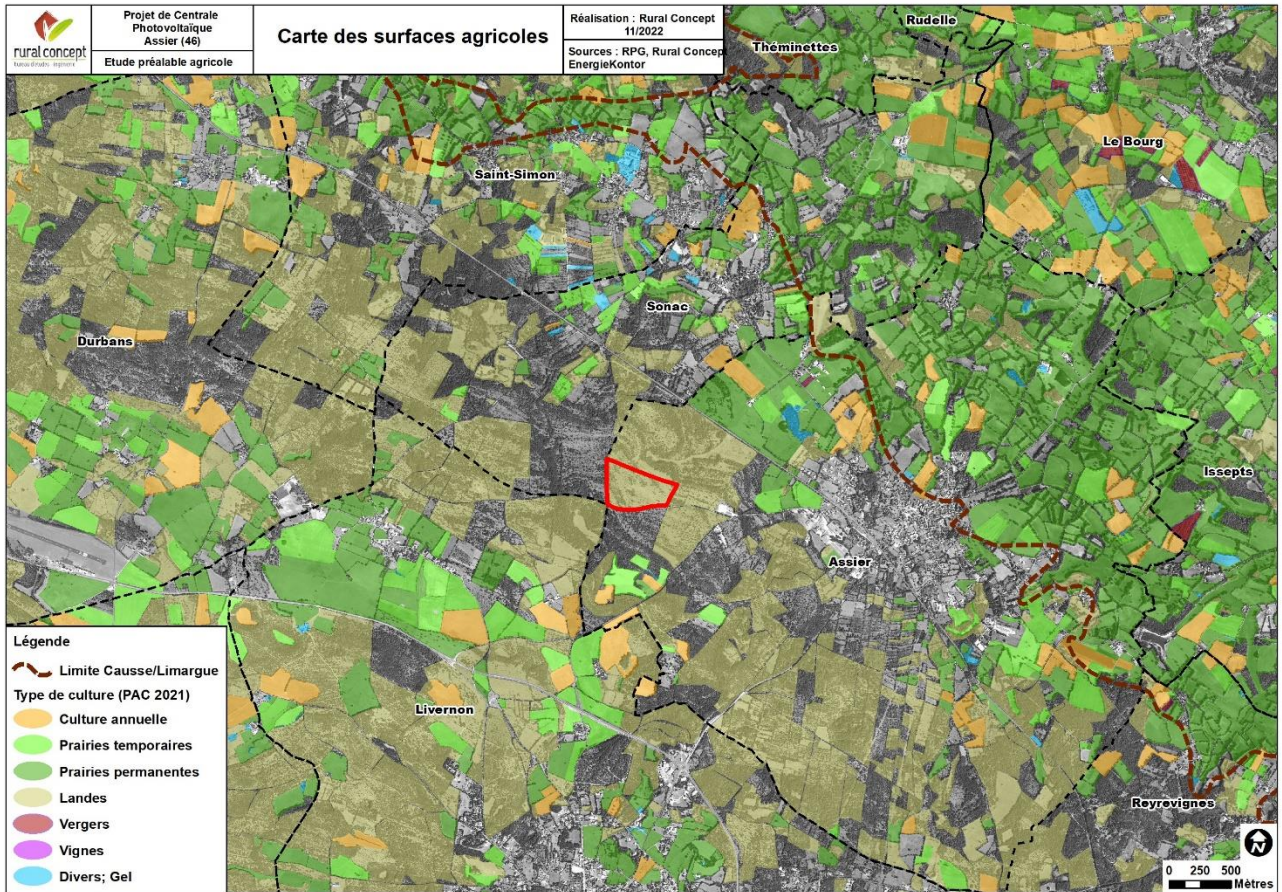 rural concept
Projet de Centrale
Photovoltaïque
Assier (46)
Etude préalable agricole
Carte des surfaces agricoles
Réalisation : Rural Concept
11/2022
Sources : RPG, Rural Concept
EnergieKontor
Rudelle
Théminettes
Le Bourg
Saint-Simon
Sonac
Durbans
Issepts
Assier
Livernon
Reyrevignes
Légende
Limite Causse/Limargue
Type de culture (PAC 2021)
Culture annuelle
Prairies temporaires
Prairies permanentes
Landes
Vergers
Vignes
Divers; Gel
N
0 250 500
Mètres